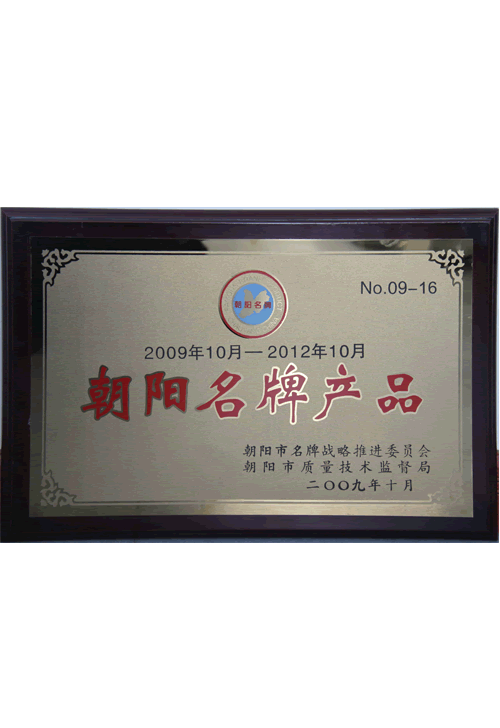 No.09-16
朝阳名牌
2009年10月—2012年10月
朝阳名牌产品
朝阳市名牌战略推进委员会
朝阳市质量技术监督局
二〇〇九年十月